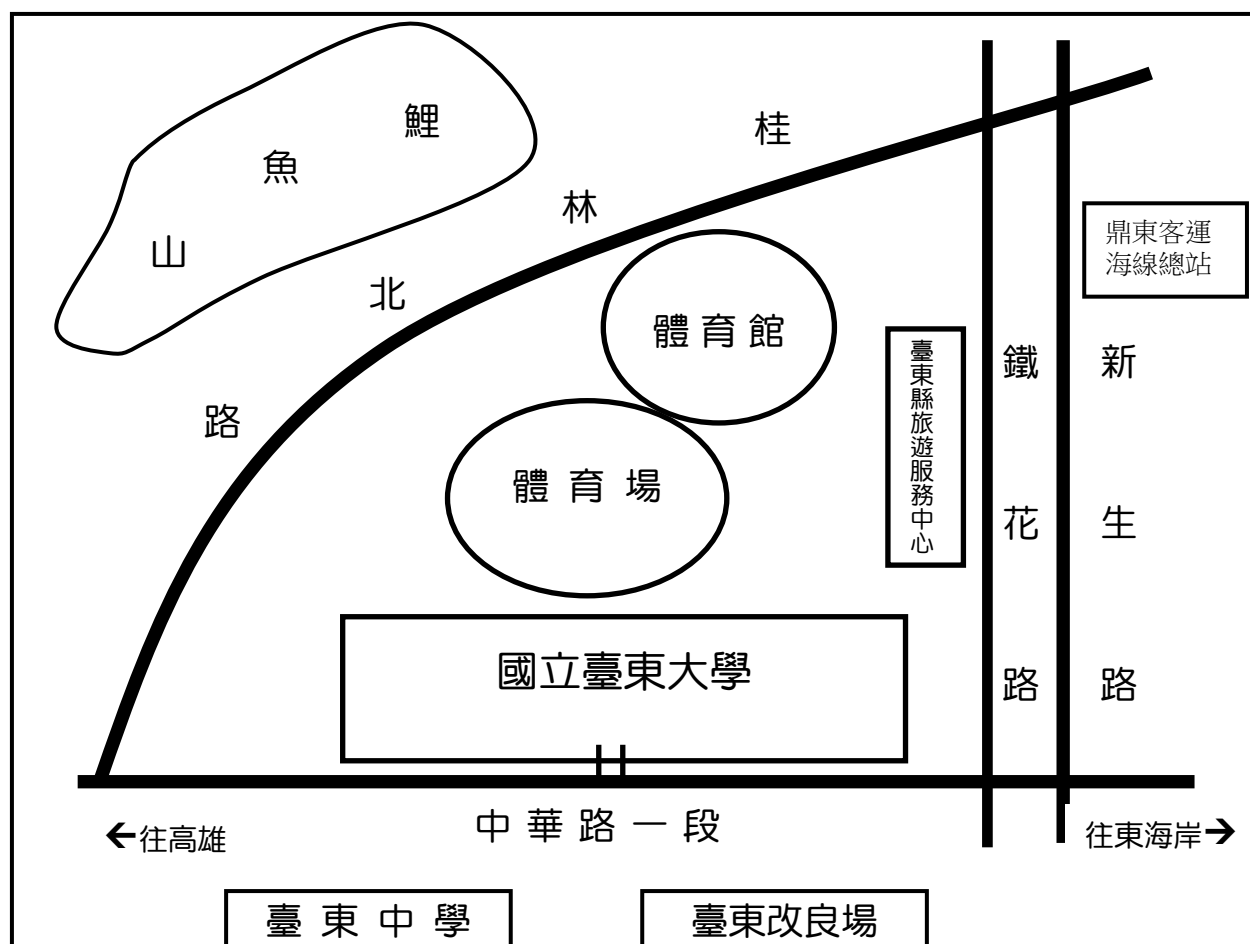 鯉魚山
桂林北路
鼎東客運
海線總站
體育館
臺東縣旅遊服務中心
鐵花路
新生路
體育場
國立臺東大學
中華路一段
←往高雄
往東海岸→
臺東中學
臺東改良場